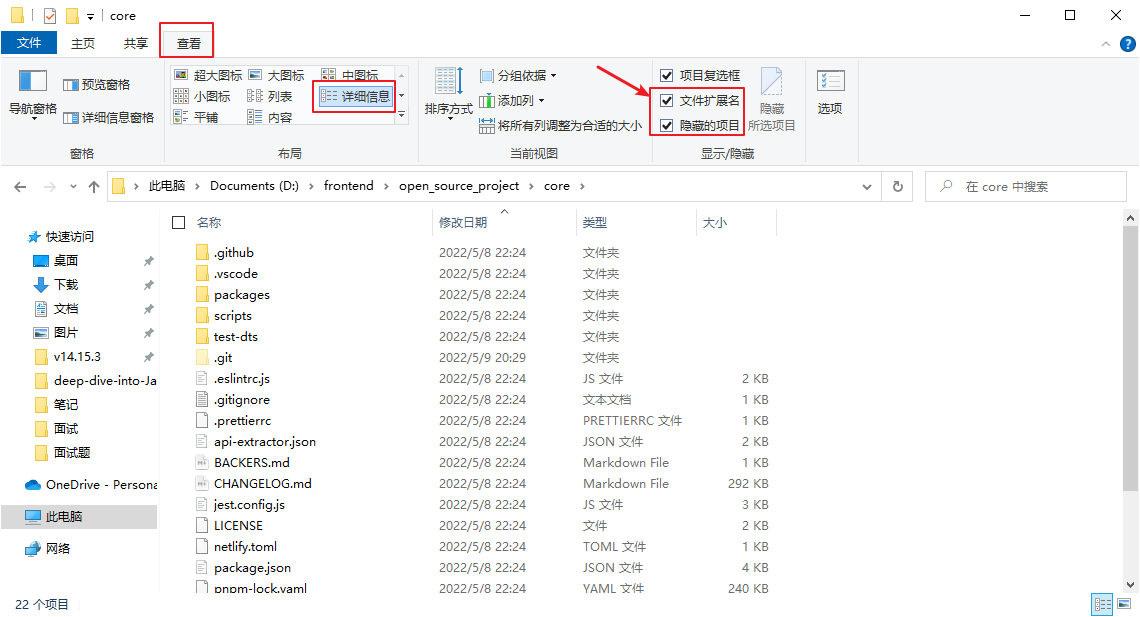 core
文件 主页 共享 查看
导航窗格 预览窗格 详细信息窗格
窗格
超大图标 大图标 中图标
小图标 列表 详细信息
平铺 内容
布局
排序方式 分组依据
添加列
将所有列调整为合适的大小
当前视图
项目复选框
文件扩展名
隐藏的项目
隐藏
所选项目
显示/隐藏
选项
此电脑 Documents (D:) frontend open_source_project core
在 core 中搜索
快速访问
桌面
下载
文档
图片
v14.15.3
deep-dive-into-Ja
笔记
面试
面试题
OneDrive - Persona
此电脑
网络
名称 修改日期 类型 大小
.github 2022/5/8 22:24 文件夹
.vscode 2022/5/8 22:24 文件夹
packages 2022/5/8 22:24 文件夹
scripts 2022/5/8 22:24 文件夹
test-dts 2022/5/8 22:24 文件夹
.git 2022/5/9 20:29 文件夹
.eslintrc.js 2022/5/8 22:24 JS 文件 2 KB
.gitignore 2022/5/8 22:24 文本文档 1 KB
.prettierrc 2022/5/8 22:24 PRETTIERRC 文件 1 KB
api-extractor.json 2022/5/8 22:24 JSON 文件 2 KB
BACKERS.md 2022/5/8 22:24 Markdown File 1 KB
CHANGELOG.md 2022/5/8 22:24 Markdown File 292 KB
jest.config.js 2022/5/8 22:24 JS 文件 3 KB
LICENSE 2022/5/8 22:24 文件 2 KB
netlify.toml 2022/5/8 22:24 TOML 文件 1 KB
package.json 2022/5/8 22:24 JSON 文件 4 KB
pnpm-lock.yaml 2022/5/8 22:24 YAML 文件 240 KB
22 个项目